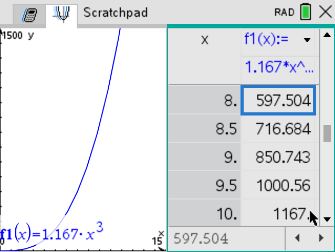 Scratchpad
RAD
1500 y
f1(x)=1.167·x^3
x
15
x
f1(x):=
1.167*x^...
8. 597.504
8.5 716.684
9. 850.743
9.5 1000.56
10. 1167.
597.504